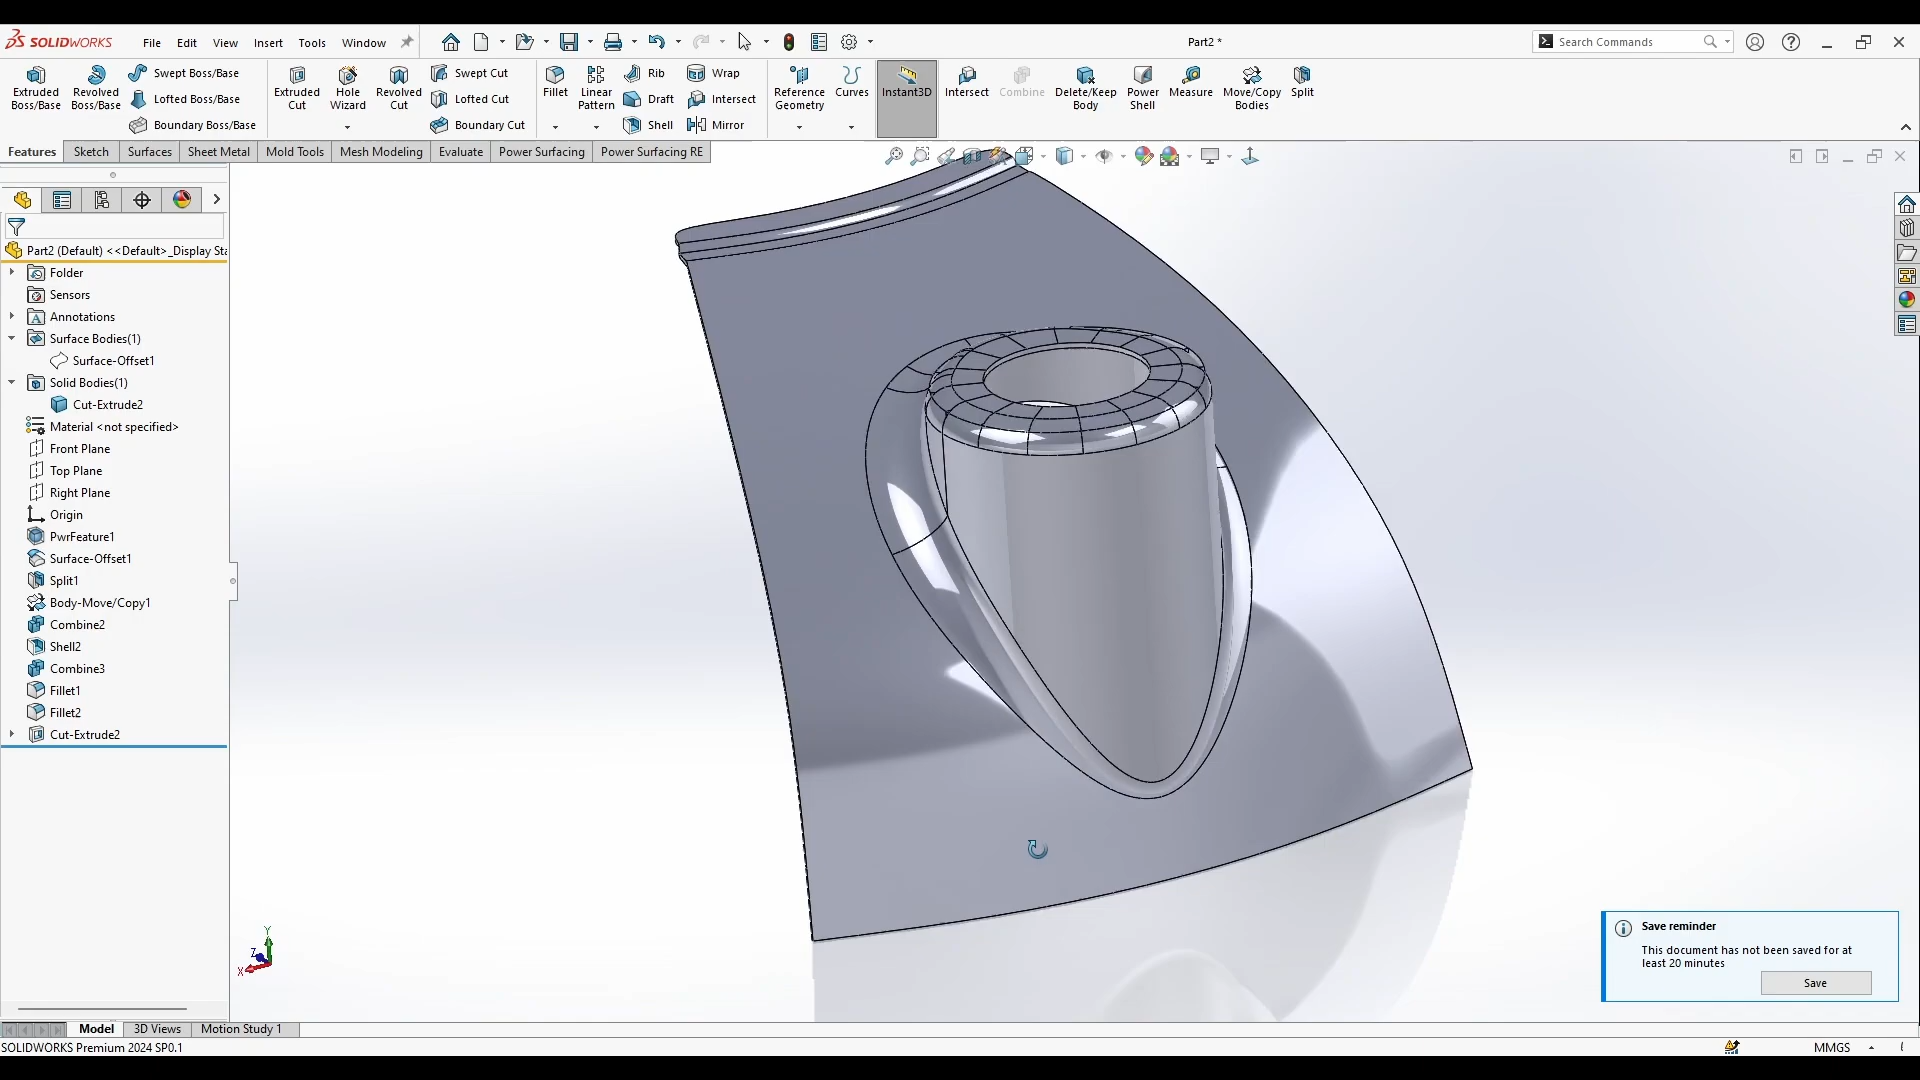 SOLIDWORKS
File Edit View Insert Tools Window
Part2 *
Search Commands
Extruded Boss/Base
Revolved Boss/Base
Swept Boss/Base
Lofted Boss/Base
Boundary Boss/Base
Extruded Cut
Hole Wizard
Revolved Cut
Swept Cut
Lofted Cut
Boundary Cut
Fillet
Linear Pattern
Rib
Draft
Shell
Wrap
Intersect
Mirror
Reference Geometry
Curves
Instant3D
Intersect
Combine
Delete/Keep Body
Power Shell
Measure
Move/Copy Bodies
Split
Features Sketch Surfaces Sheet Metal Mold Tools Mesh Modeling Evaluate Power Surfacing Power Surfacing RE
Part2 (Default) <<Default>_Display Sta
Folder
Sensors
Annotations
Surface Bodies(1)
Surface-Offset1
Solid Bodies(1)
Cut-Extrude2
Material <not specified>
Front Plane
Top Plane
Right Plane
Origin
PwrFeature1
Surface-Offset1
Split1
Body-Move/Copy1
Combine2
Shell2
Combine3
Fillet1
Fillet2
Cut-Extrude2
Y
Z
X
Save reminder
This document has not been saved for at
least 20 minutes
Save
Model 3D Views Motion Study 1
SOLIDWORKS Premium 2024 SP0.1
MMGS